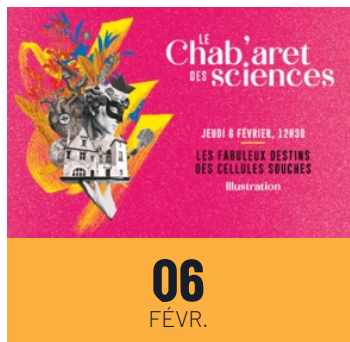 LE
Chab'aret
DES sciences
JEUDI 6 FÉVRIER, 12H30
LES FABULEUX DESTINS
DES CELLULES SOUCHES
Illustration
06
FÉVR.